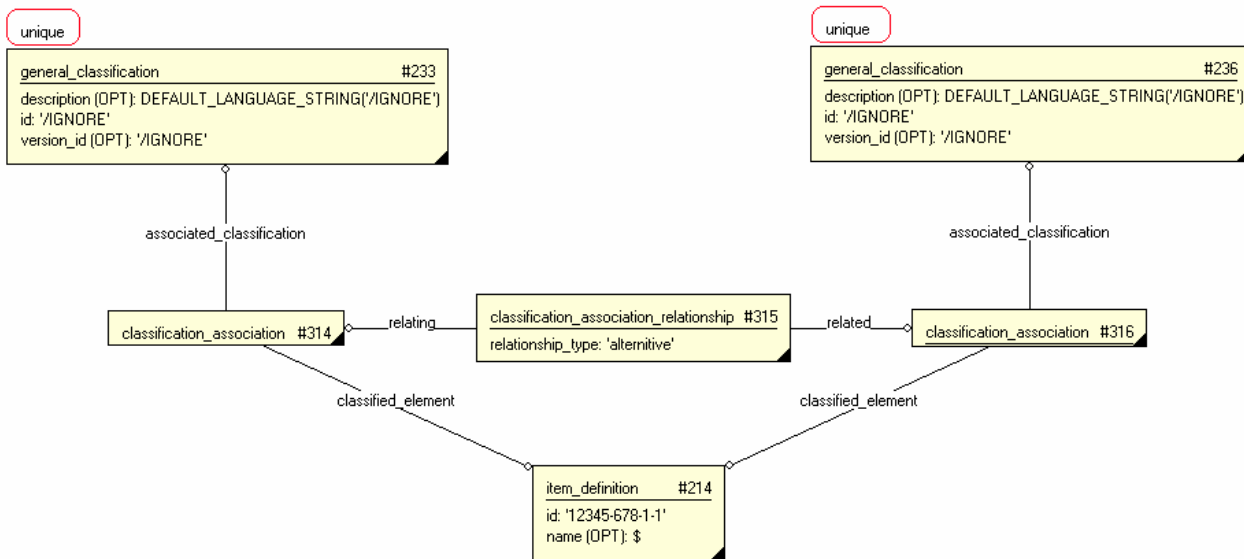 unique
general_classification #233
description (OPT): DEFAULT_LANGUAGE_STRING('/IGNORE')
id: '/IGNORE'
version_id (OPT): '/IGNORE'
unique
general_classification #236
description (OPT): DEFAULT_LANGUAGE_STRING('/IGNORE')
id: '/IGNORE'
version_id (OPT): '/IGNORE'
associated_classification
associated_classification
classification_association #314
relating
classification_association_relationship #315
relationship_type: 'alternitive'
related
classification_association #316
classified_element
classified_element
item_definition #214
id: '12345-678-1-1'
name (OPT): $